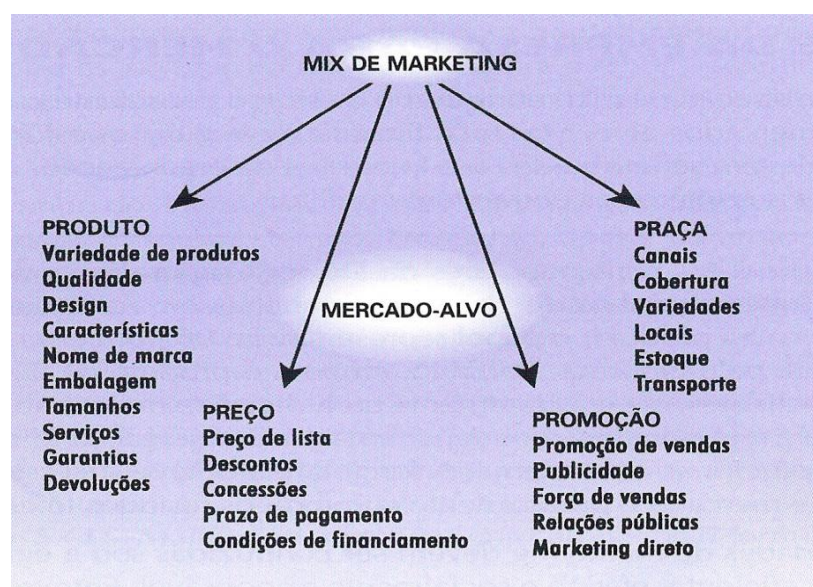 MIX DE MARKETING
PRODUTO
Variedade de produtos
Qualidade
Design
Características
Nome de marca
Embalagem
Tamanhos
Serviços
Garantias
Devoluções
MERCADO-ALVO
PREÇO
Preço de lista
Descontos
Concessões
Prazo de pagamento
Condições de financiamento
PROMOÇÃO
Promoção de vendas
Publicidade
Força de vendas
Relações públicas
Marketing direto
PRAÇA
Canais
Cobertura
Variedades
Locais
Estoque
Transporte